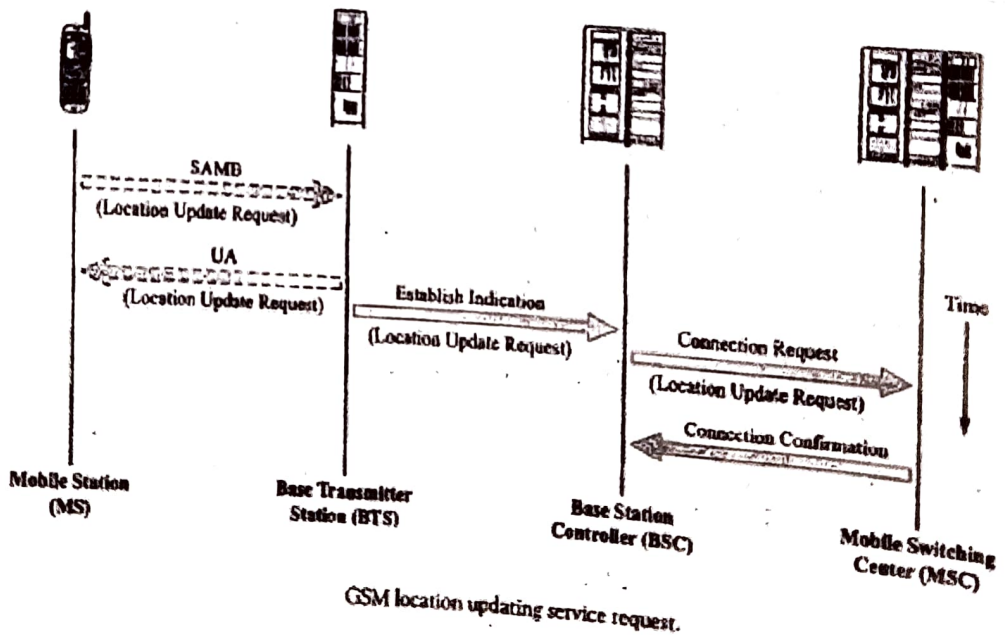 SAMB
(Location Update Request)
UA
(Location Update Request)
Establish Indication
(Location Update Request)
Connection Request
(Location Update Request)
Connection Confirmation
Time
Mobile Station
(MS)
Base Transmitter
Station (BTS)
Base Station
Controller (BSC)
Mobile Switching
Center (MSC)
GSM location updating service request.